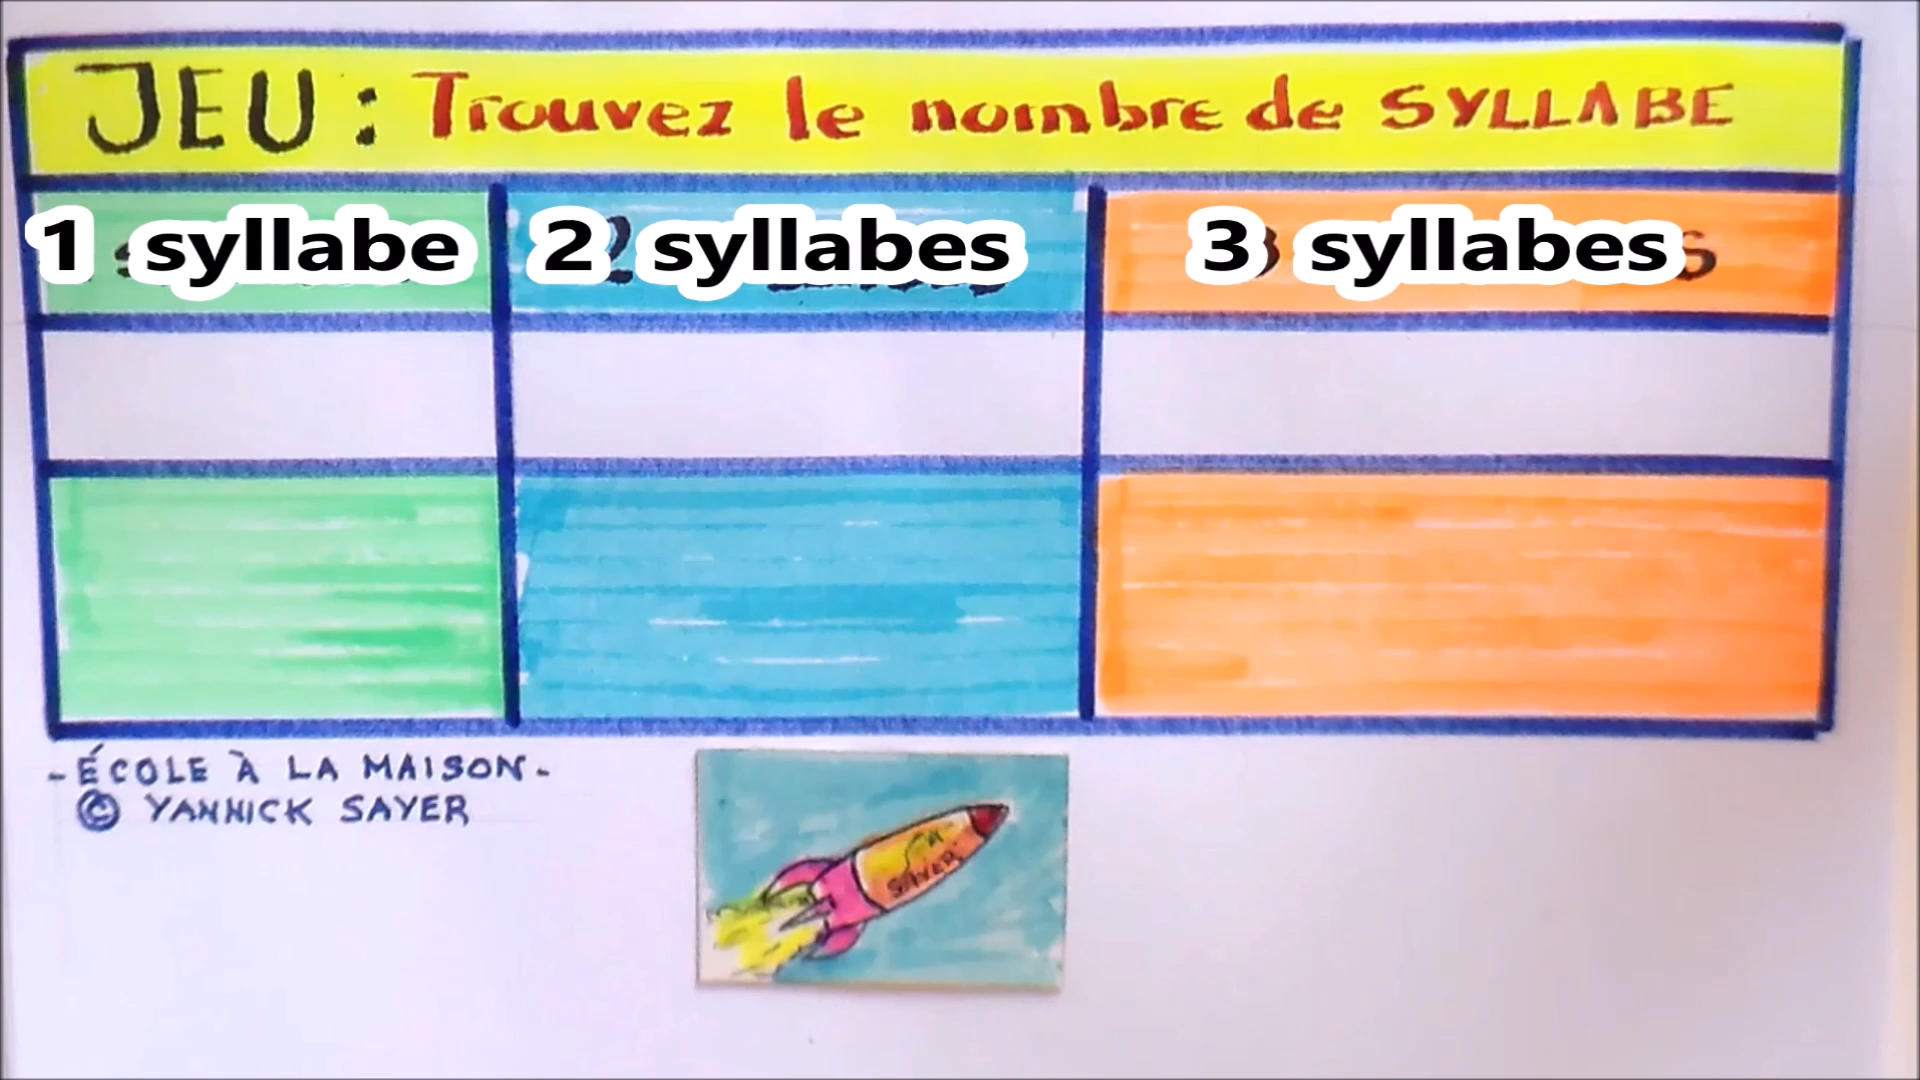 JEU : Trouvez le nombre de SYLLABE
1 syllabe 2 syllabes 3 syllabes
- ÉCOLE À LA MAISON -
© YANNICK SAYER
SAYER